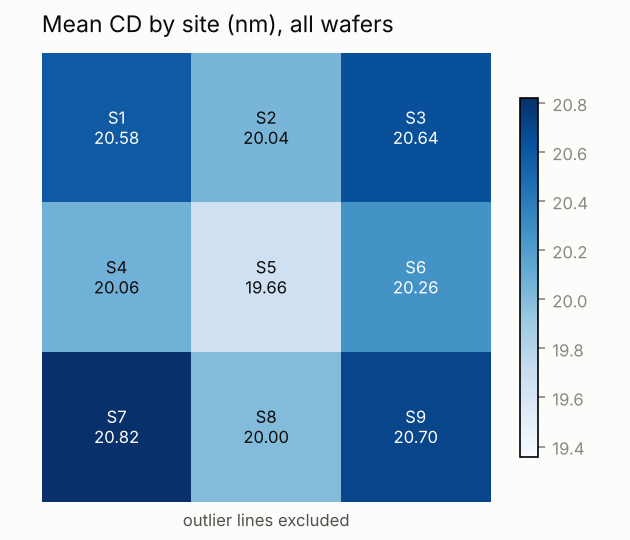 Mean CD by site (nm), all wafers
S1
20.58
S2
20.04
S3
20.64
S4
20.06
S5
19.66
S6
20.26
S7
20.82
S8
20.00
S9
20.70
20.8
20.6
20.4
20.2
20.0
19.8
19.6
19.4
outlier lines excluded